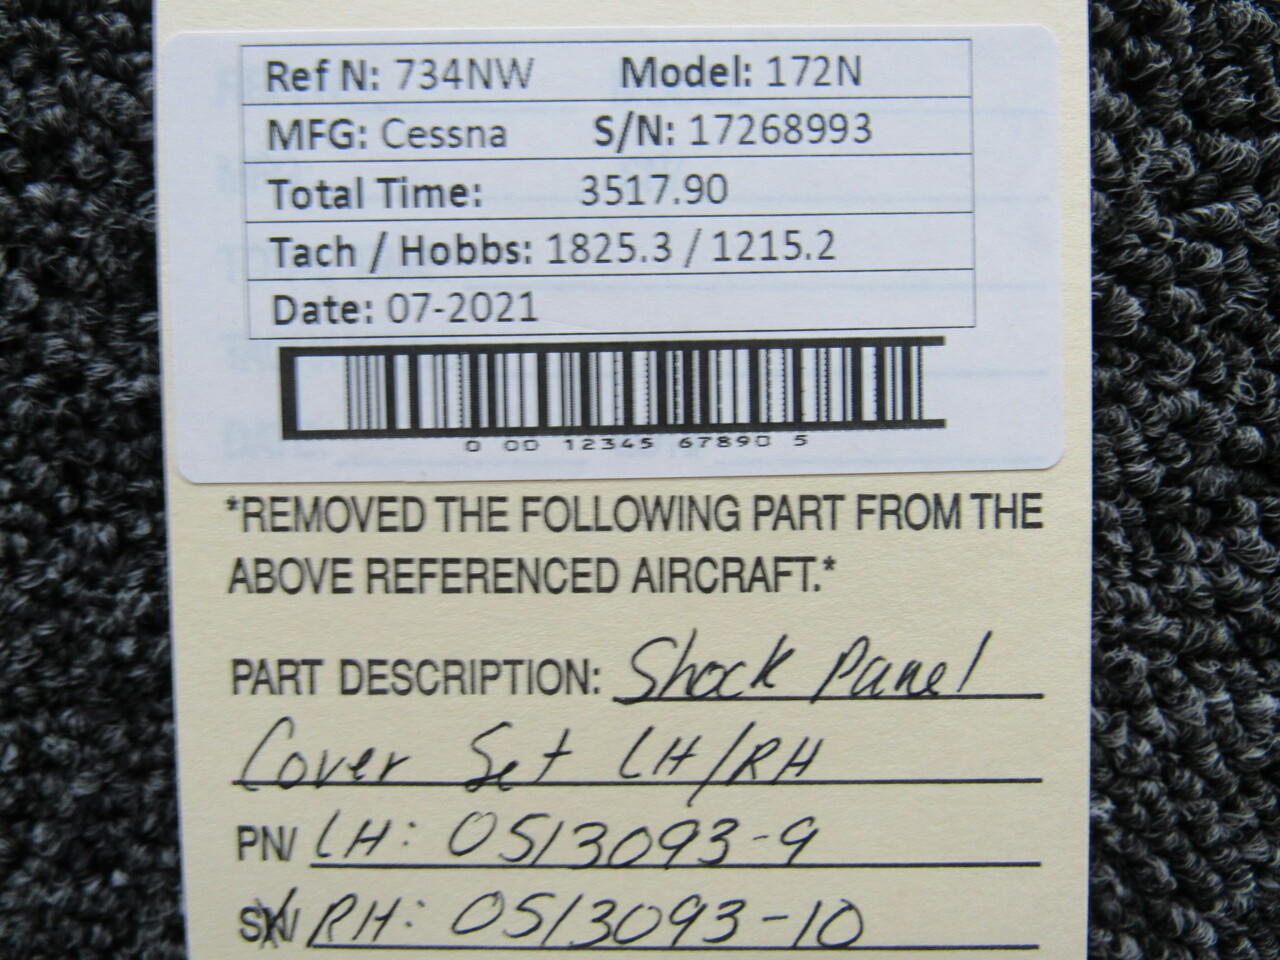 Ref N: 734NW Model: 172N
MFG: Cessna S/N: 17268993
Total Time: 3517.90
Tach / Hobbs: 1825.3 / 1215.2
Date: 07-2021
0 00 12345 67890 5
*REMOVED THE FOLLOWING PART FROM THE
ABOVE REFERENCED AIRCRAFT.*
PART DESCRIPTION: Shock Panel
Cover Set LH/RH
PN/ LH: 0513093-9
SN/ RH: 0513093-10